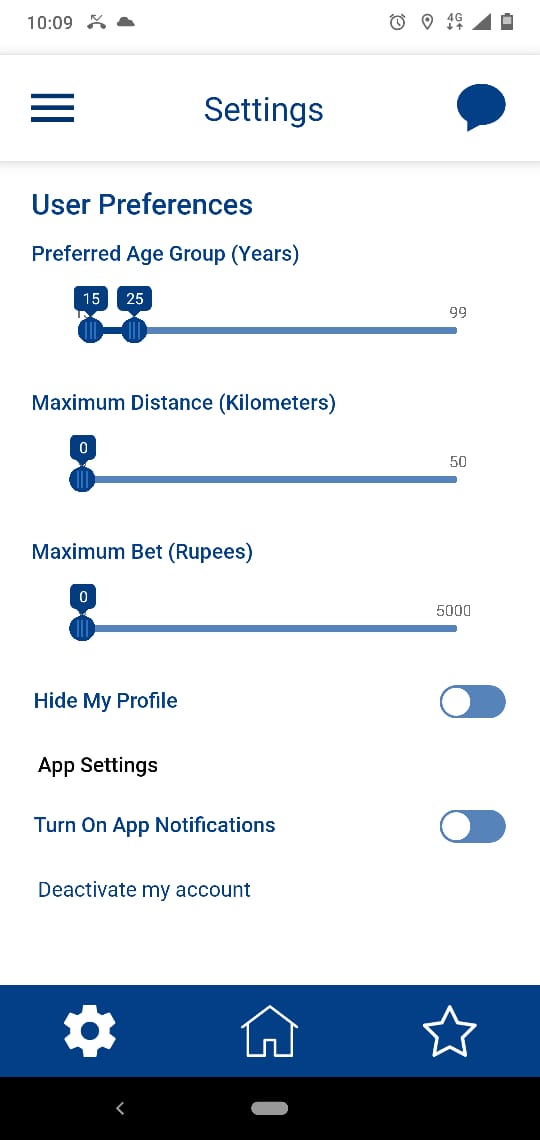 10:09
4G
Settings
User Preferences
Preferred Age Group (Years)
15 25
99
Maximum Distance (Kilometers)
0
50
Maximum Bet (Rupees)
0
5000
Hide My Profile
App Settings
Turn On App Notifications
Deactivate my account